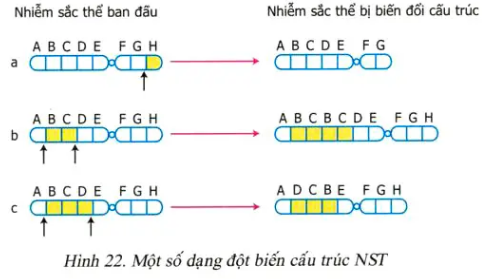 Nhiễm sắc thể ban đấu Nhiễm sắc thể bị biến đổi cấu trúc
a A B C D E F G H A B C D E F G
b A B C D E F G H A B C B C D E F G H
c A B C D E F G H A D C B E F G H
Hình 22. Một số dạng đột biến cấu trúc NST